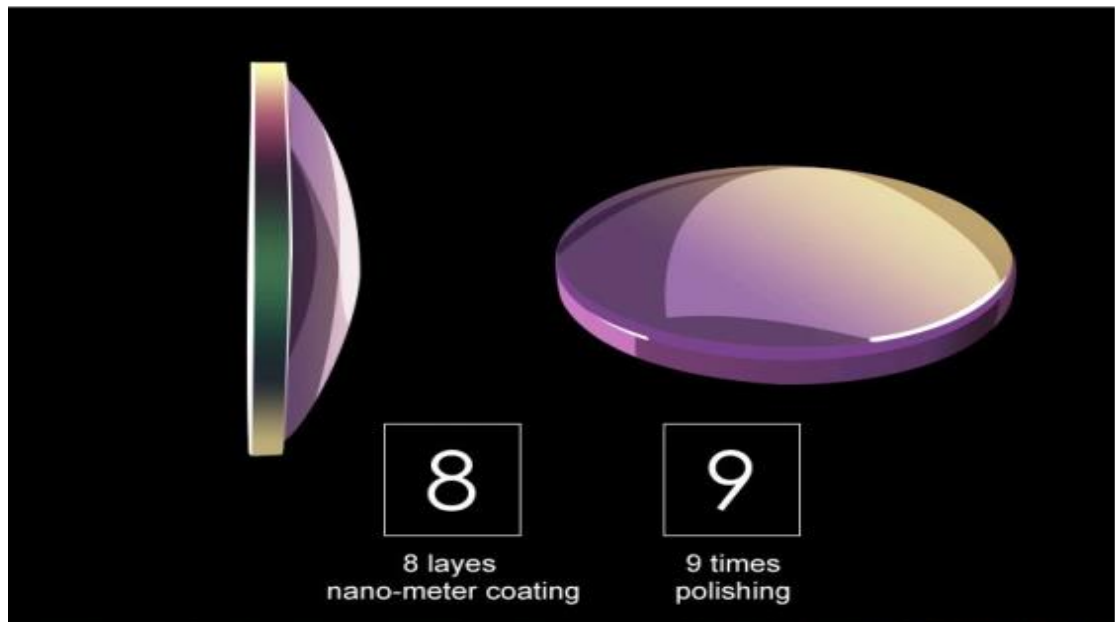 8
8 layes
nano-meter coating
9
9 times
polishing